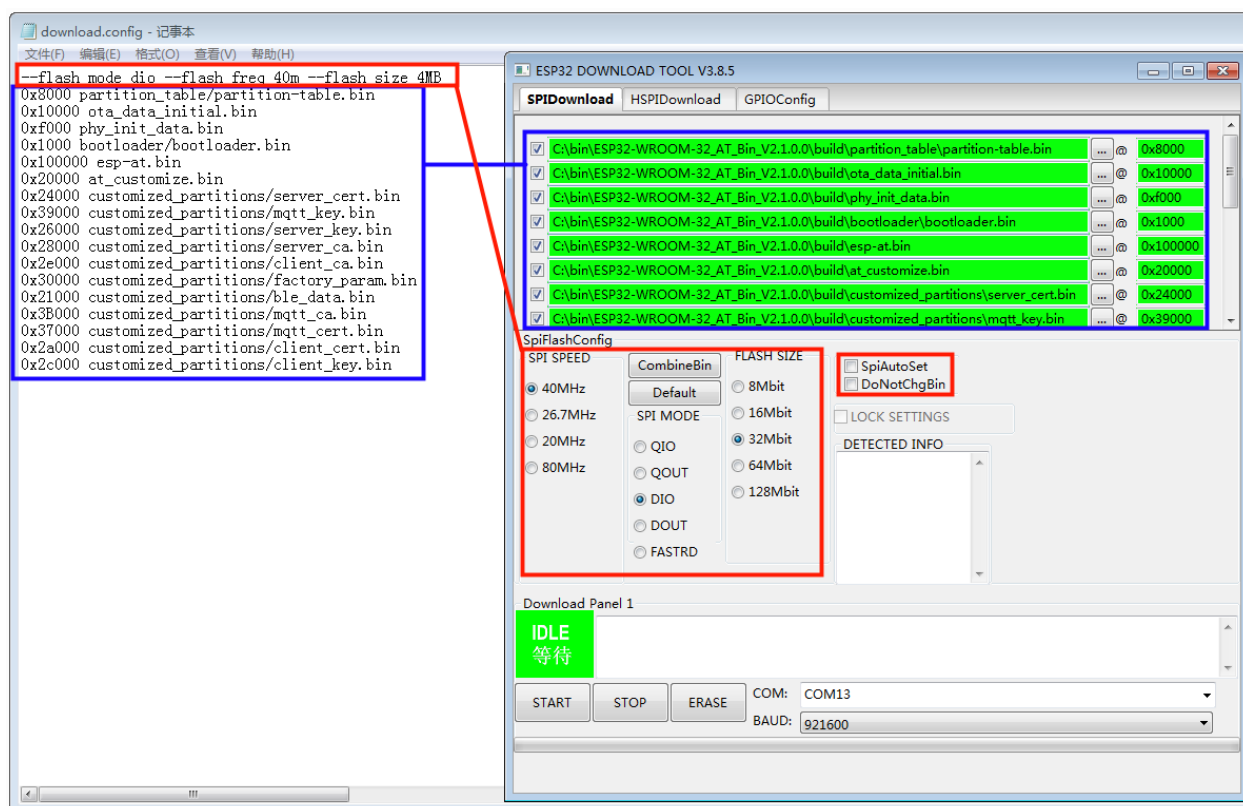 download.config - 记事本
文件(F) 编辑(E) 格式(O) 查看(V) 帮助(H)
--flash_mode dio --flash_freq 40m --flash_size 4MB
0x8000 partition_table/partition-table.bin
0x10000 ota_data_initial.bin
0xf000 phy_init_data.bin
0x1000 bootloader/bootloader.bin
0x100000 esp-at.bin
0x20000 at_customize.bin
0x24000 customized_partitions/server_cert.bin
0x39000 customized_partitions/mqtt_key.bin
0x26000 customized_partitions/server_key.bin
0x28000 customized_partitions/server_ca.bin
0x2e000 customized_partitions/client_ca.bin
0x30000 customized_partitions/factory_param.bin
0x21000 customized_partitions/ble_data.bin
0x3B000 customized_partitions/mqtt_ca.bin
0x37000 customized_partitions/mqtt_cert.bin
0x2a000 customized_partitions/client_cert.bin
0x2c000 customized_partitions/client_key.bin
ESP32 DOWNLOAD TOOL V3.8.5
SPIDownload HSPIDownload GPIOConfig
C:\bin\ESP32-WROOM-32_AT_Bin_V2.1.0.0\build\partition_table\partition-table.bin ... @ 0x8000
C:\bin\ESP32-WROOM-32_AT_Bin_V2.1.0.0\build\ota_data_initial.bin ... @ 0x10000
C:\bin\ESP32-WROOM-32_AT_Bin_V2.1.0.0\build\phy_init_data.bin ... @ 0xf000
C:\bin\ESP32-WROOM-32_AT_Bin_V2.1.0.0\build\bootloader\bootloader.bin ... @ 0x1000
C:\bin\ESP32-WROOM-32_AT_Bin_V2.1.0.0\build\esp-at.bin ... @ 0x100000
C:\bin\ESP32-WROOM-32_AT_Bin_V2.1.0.0\build\at_customize.bin ... @ 0x20000
C:\bin\ESP32-WROOM-32_AT_Bin_V2.1.0.0\build\customized_partitions\server_cert.bin ... @ 0x24000
C:\bin\ESP32-WROOM-32_AT_Bin_V2.1.0.0\build\customized_partitions\mqtt_key.bin ... @ 0x39000
SpiFlashConfig
SPI SPEED
40MHz
26.7MHz
20MHz
80MHz
CombineBin
Default
SPI MODE
QIO
QOUT
DIO
DOUT
FASTRD
FLASH SIZE
8Mbit
16Mbit
32Mbit
64Mbit
128Mbit
SpiAutoSet
DoNotChgBin
LOCK SETTINGS
DETECTED INFO
Download Panel 1
IDLE
等待
START STOP ERASE
COM: COM13
BAUD: 921600